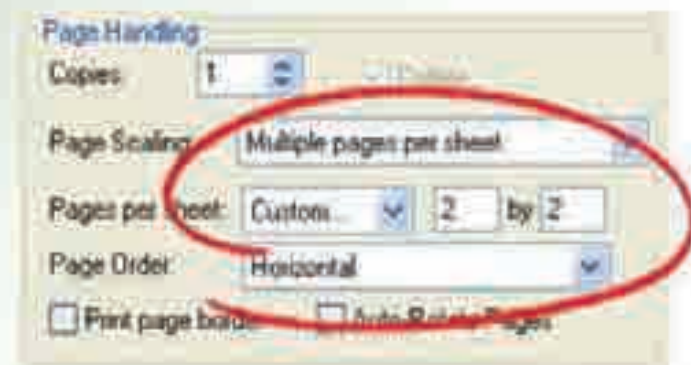 Page Handling
Copies: 1
Page Scaling: Multiple pages per sheet
Pages per sheet: Custom... 2 by 2
Page Order: Horizontal
Print page border Auto-Rotate Pages